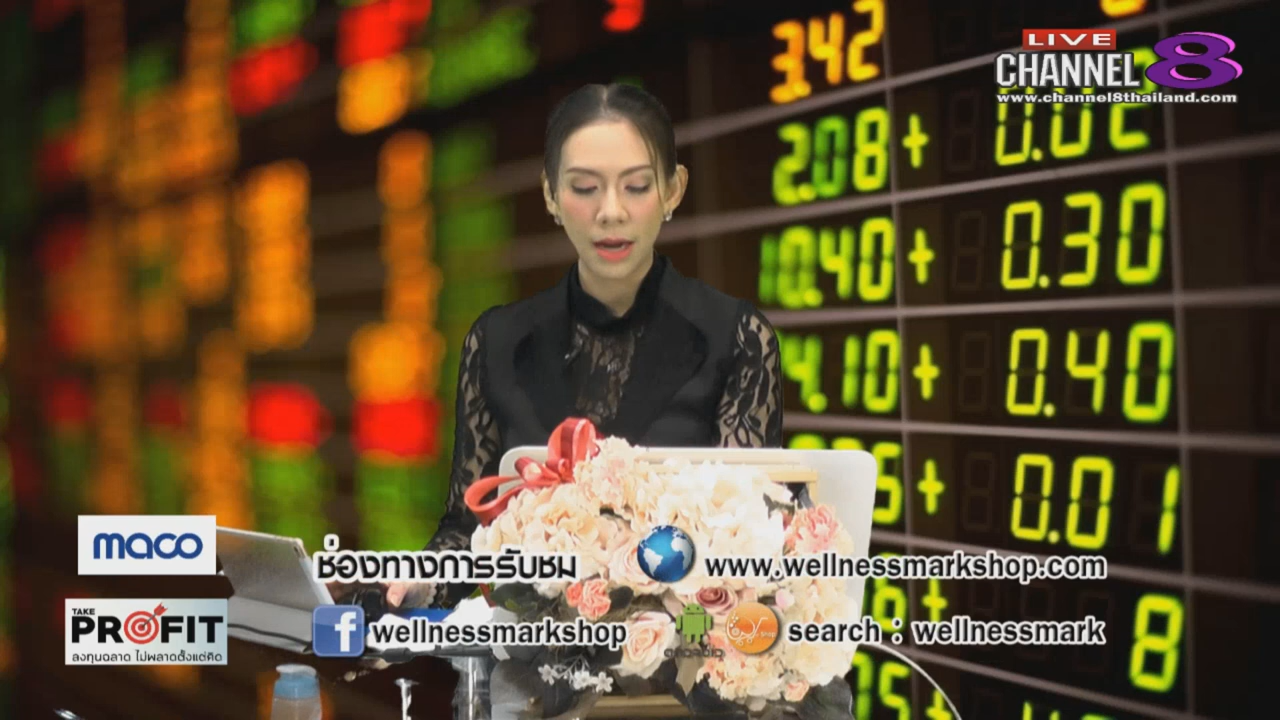 LIVE
CHANNEL 8
www.channel8thailand.com
3.42
2.08 + 0.02
10.40 + 0.30
4.10 + 0.40
+ 0.01
+ 8
maco
TAKE
PROFIT
ลงทุนฉลาด ไม่พลาดตั้งแต่คิด
ช่องทางการรับชม
www.wellnessmarkshop.com
wellnessmarkshop
search : wellnessmark